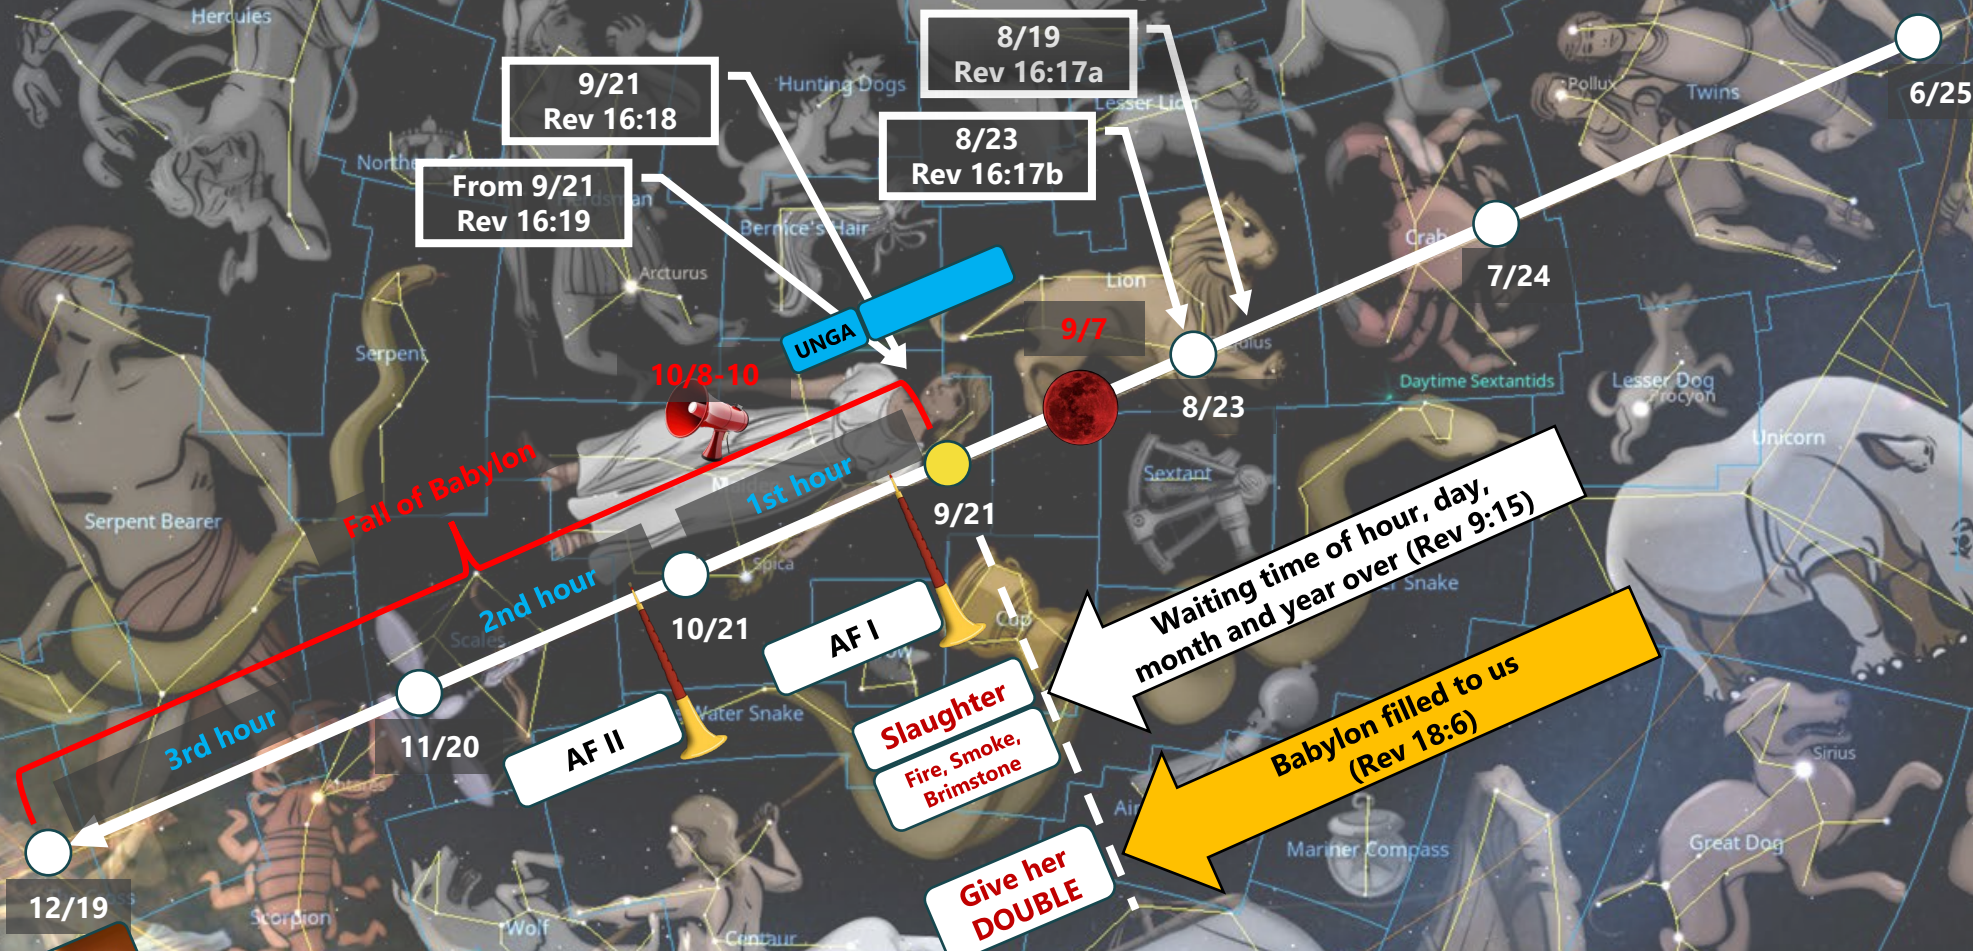 Hercules
8/19
Rev 16:17a
6/25
9/21
Rev 16:18
Hunting Dogs
Lesser Lion
Pollux
Twins
8/23
Rev 16:17b
From 9/21
Rev 16:19
Bernice's Hair
Crab
Arcturus
Lion
7/24
UNGA
9/7
Serpent
10/8-10
8/23
Daytime Sextantids
Lesser Dog
Procyon
Unicorn
Fall of Babylon
1st hour
Sextant
Serpent Bearer
9/21
Waiting time of hour, day,
month and year over (Rev 9:15)
Spica
2nd hour
10/21
Scales
AF I
Cup
Slaughter
Fire, Smoke,
Brimstone
Babylon filled to us
(Rev 18:6)
3rd hour
11/20
AF II
Water Snake
Sirius
Antares
Mariner Compass
Great Dog
Give her
DOUBLE
12/19
Scorpion
Wolf
Centaur